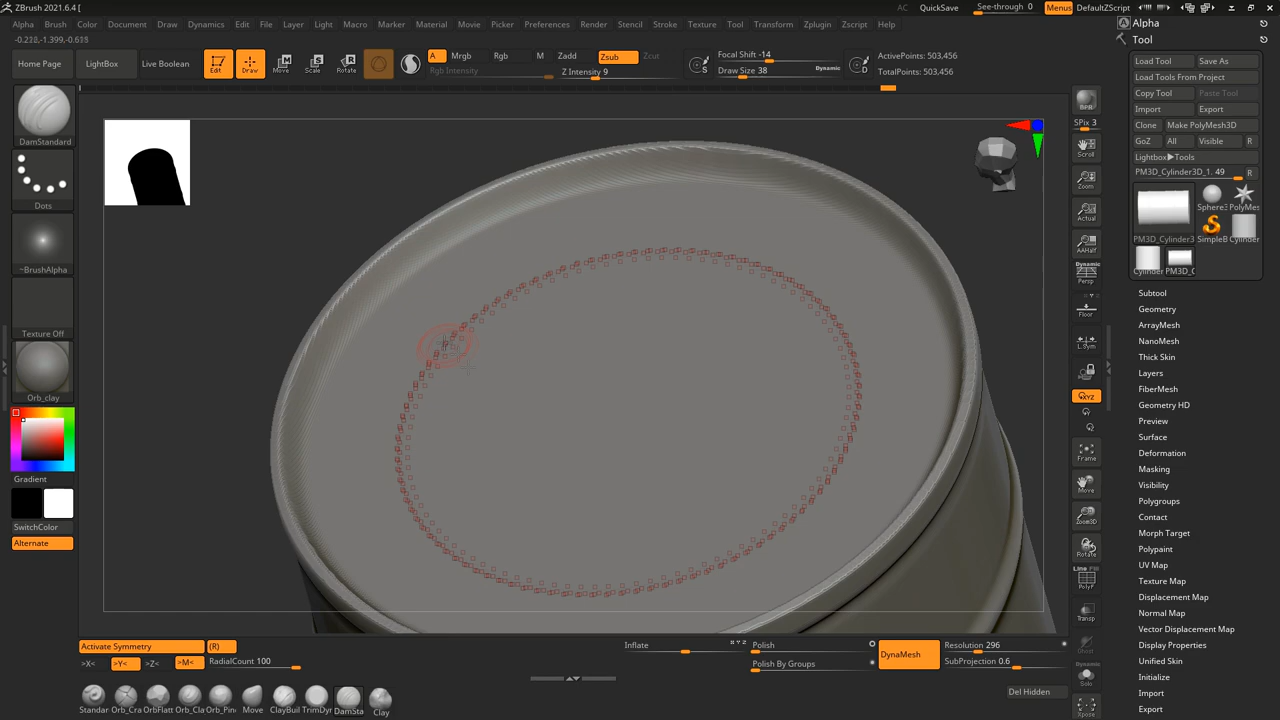 ZBrush 2021.6.4 [
AC QuickSave See-through 0 Menus DefaultZScript
Alpha Brush Color Document Draw Dynamics Edit File Layer Light Macro Marker Material Movie Picker Preferences Render Stencil Stroke Texture Tool Transform Zplugin Zscript Help
-0.238,-1.399,-0.618
Home Page LightBox Live Boolean
Edit Draw Move Scale Rotate
A Mrgb Rgb M Zadd Zsub Zcut
Rgb Intensity Z Intensity 9
S Focal Shift -14
Draw Size 38 Dynamic
D ActivePoints: 503,456
TotalPoints: 503,456
DamStandard
Dots
~BrushAlpha
Texture Off
Orb_clay
Gradient
SwitchColor
Alternate
BPR
SPix 3
Scroll
Zoom
Actual
AAHalf
Dynamic
Persp
Floor
L.Sym
XYZ
Frame
Move
Zoom3D
Rotate
Line Fill
PolyF
Transp
Ghost
Dynamic
Solo
Xpose
Alpha
Tool
Load Tool Save As
Load Tools From Project
Copy Tool Paste Tool
Import Export
Clone Make PolyMesh3D
GoZ All Visible R
Lightbox▶Tools
PM3D_Cylinder3D_1. 49 R
PM3D_Cylinder3
Sphere3 PolyMes
SimpleB Cylinder
Cylinder PM3D_C
Subtool
Geometry
ArrayMesh
NanoMesh
Thick Skin
Layers
FiberMesh
Geometry HD
Preview
Surface
Deformation
Masking
Visibility
Polygroups
Contact
Morph Target
Polypaint
UV Map
Texture Map
Displacement Map
Normal Map
Vector Displacement Map
Display Properties
Unified Skin
Initialize
Import
Export
Activate Symmetry (R)
>X< >Y< >Z< >M< RadialCount 100
Inflate
Polish
Polish By Groups
DynaMesh
Resolution 296
SubProjection 0.6
Del Hidden
Standar Orb_Cra OrbFlatt Orb_Cla Orb_Pin Move ClayBuil TrimDyr DamSta Clay